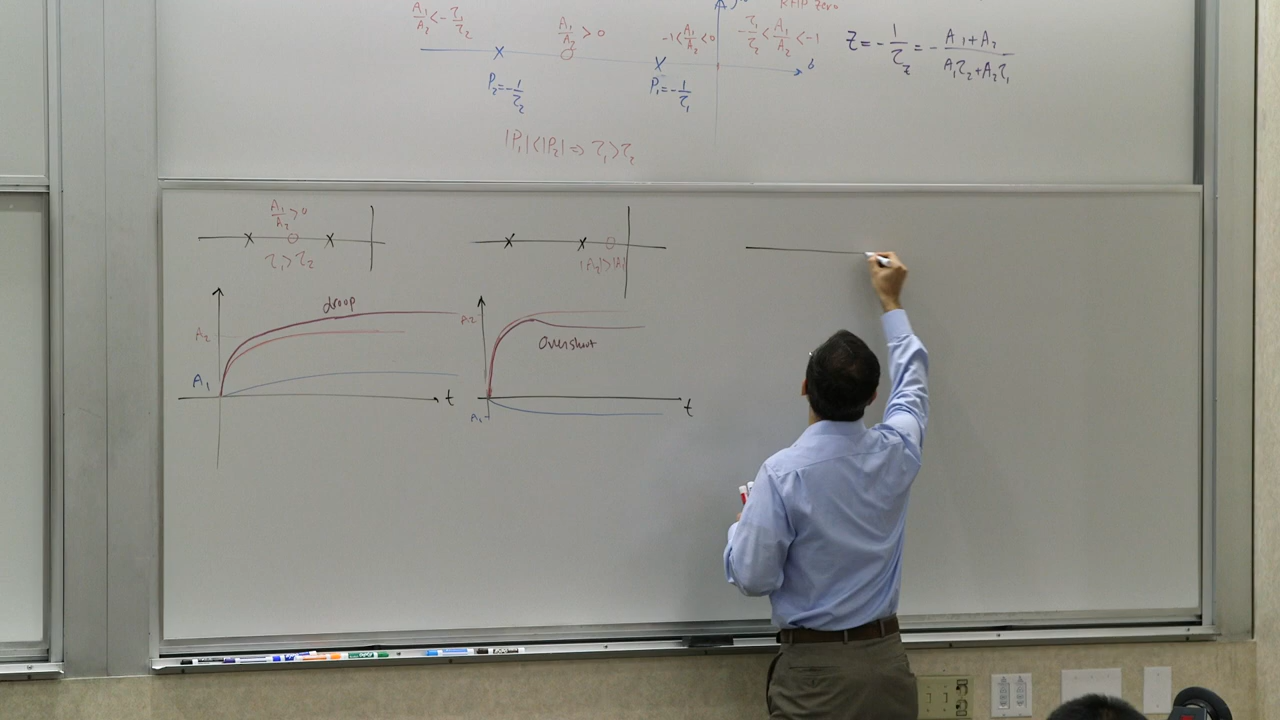 A₁/A₂ < -τ₁/τ₂
A₁/A₂ > 0
-1 < A₁/A₂ < 0
RHP zero
-τ₁/τ₂ < A₁/A₂ < -1
jω
σ
Z = -1/τz = -(A₁+A₂)/(A₁τ₂+A₂τ₁)
P₂ = -1/τ₂
P₁ = -1/τ₁
|P₁|<|P₂| => τ₁>τ₂
A₁/A₂ > 0
τ₁ > τ₂
|A₂|>|A₁|
droop
A₂
A₁
t
A₂
Overshoot
A₁
t